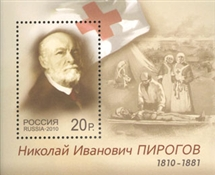 РОССИЯ
RUSSIA·2010
20 р.
Николай Иванович ПИРОГОВ
1810-1881